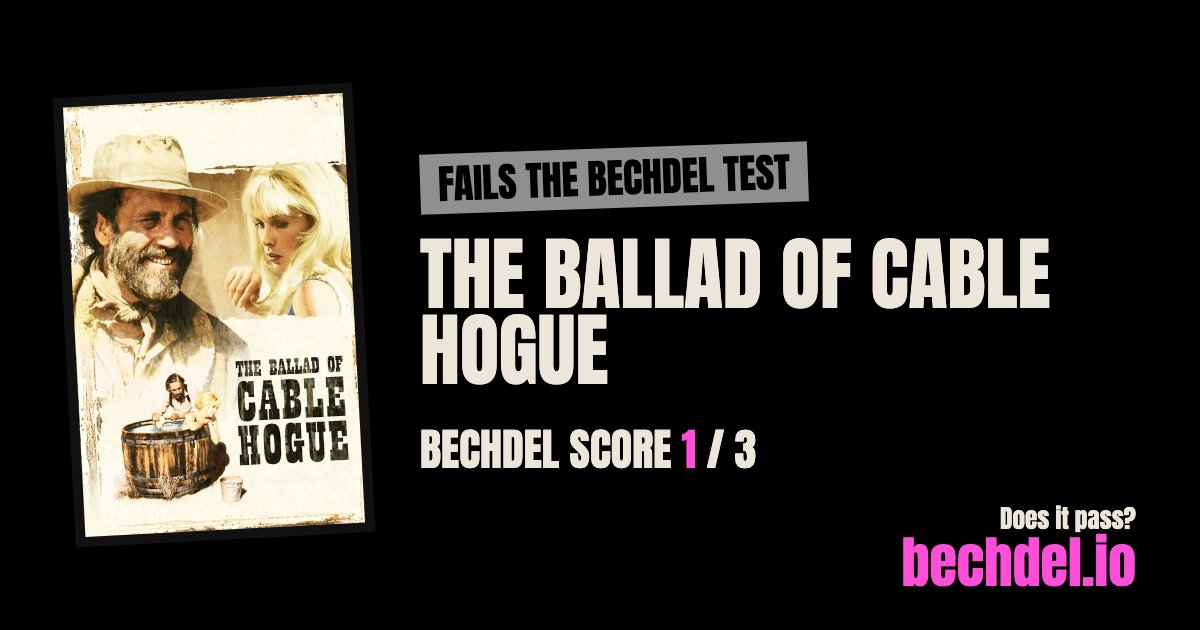 FAILS THE BECHDEL TEST
THE BALLAD OF CABLE
HOGUE
BECHDEL SCORE 1 / 3
THE BALLAD OF
CABLE
HOGUE
Does it pass?
bechdel.io